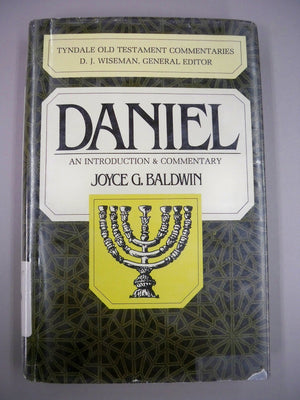 TYNDALE OLD TESTAMENT COMMENTARIES
D. J. WISEMAN, GENERAL EDITOR
DANIEL
AN INTRODUCTION & COMMENTARY
JOYCE G. BALDWIN